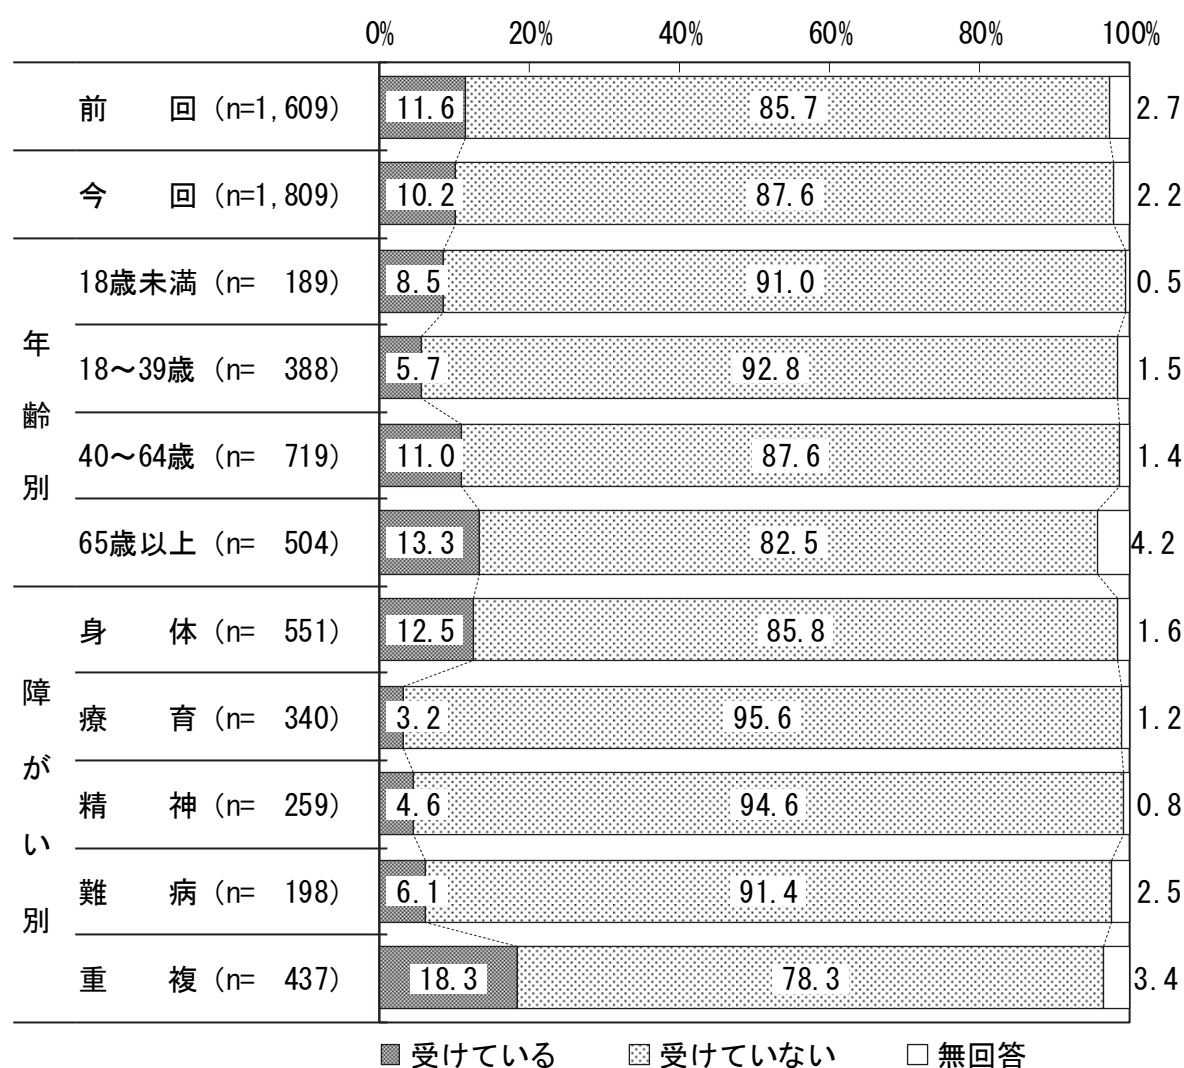 0% 20% 40% 60% 80% 100%
前 回 (n=1,609) 11.6 85.7 2.7
今 回 (n=1,809) 10.2 87.6 2.2
年齢別
18歳未満 (n= 189) 8.5 91.0 0.5
18～39歳 (n= 388) 5.7 92.8 1.5
40～64歳 (n= 719) 11.0 87.6 1.4
65歳以上 (n= 504) 13.3 82.5 4.2
障がい別
身 体 (n= 551) 12.5 85.8 1.6
療 育 (n= 340) 3.2 95.6 1.2
精 神 (n= 259) 4.6 94.6 0.8
難 病 (n= 198) 6.1 91.4 2.5
重 複 (n= 437) 18.3 78.3 3.4
受けている 受けていない 無回答